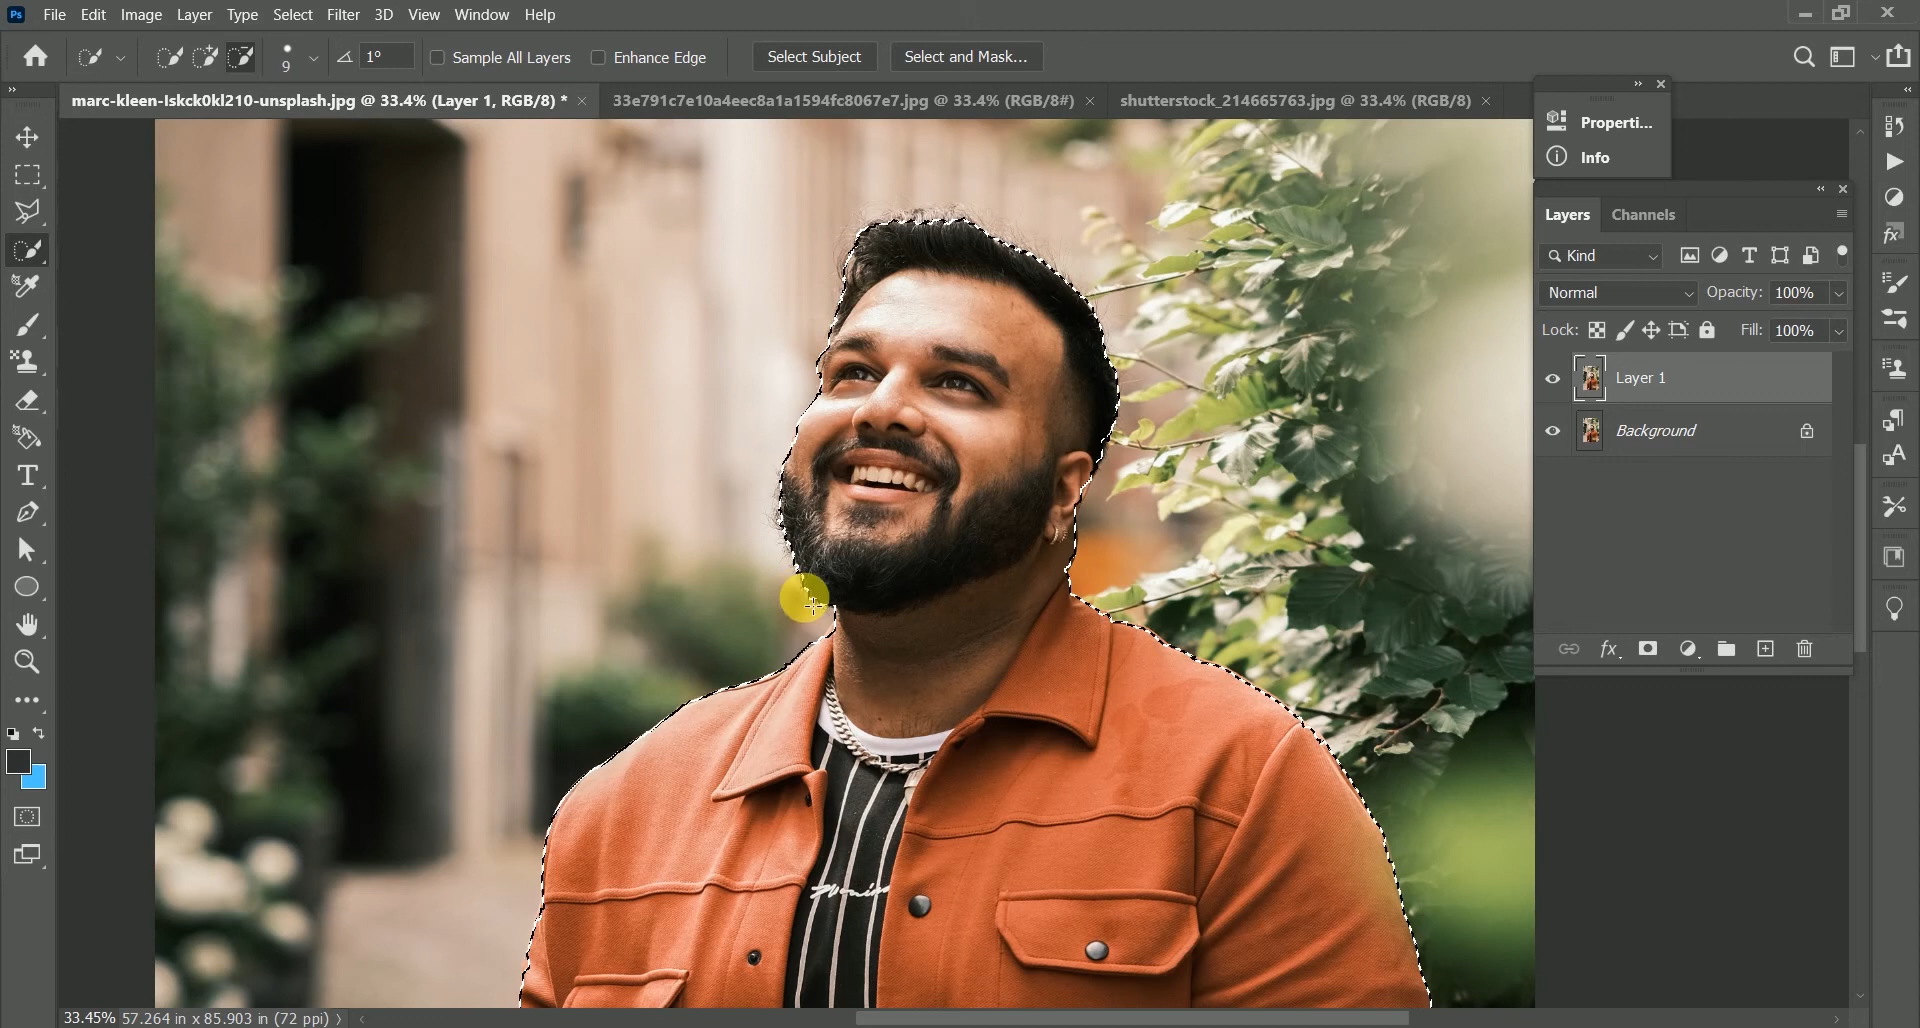 Ps File Edit Image Layer Type Select Filter 3D View Window Help
9 1° Sample All Layers Enhance Edge Select Subject Select and Mask...
marc-kleen-Iskck0kl210-unsplash.jpg @ 33.4% (Layer 1, RGB/8) * 33e791c7e10a4eec8a1a1594fc8067e7.jpg @ 33.4% (RGB/8#) shutterstock_214665763.jpg @ 33.4% (RGB/8)
Properti...
Info
Layers Channels
Kind
Normal Opacity: 100%
Lock: Fill: 100%
Layer 1
Background
fx
33.45% 57.264 in x 85.903 in (72 ppi)